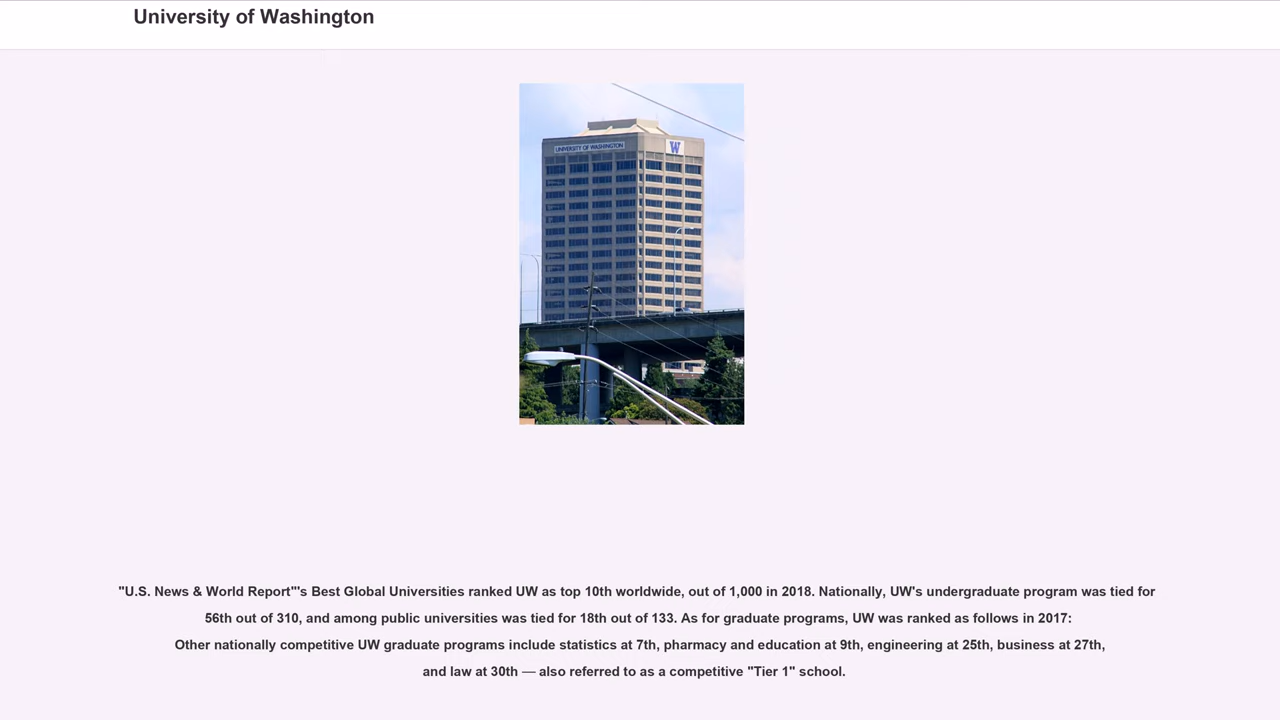 University of Washington
UNIVERSITY OF WASHINGTON
W
"U.S. News & World Report"'s Best Global Universities ranked UW as top 10th worldwide, out of 1,000 in 2018. Nationally, UW's undergraduate program was tied for
56th out of 310, and among public universities was tied for 18th out of 133. As for graduate programs, UW was ranked as follows in 2017:
Other nationally competitive UW graduate programs include statistics at 7th, pharmacy and education at 9th, engineering at 25th, business at 27th,
and law at 30th — also referred to as a competitive "Tier 1" school.